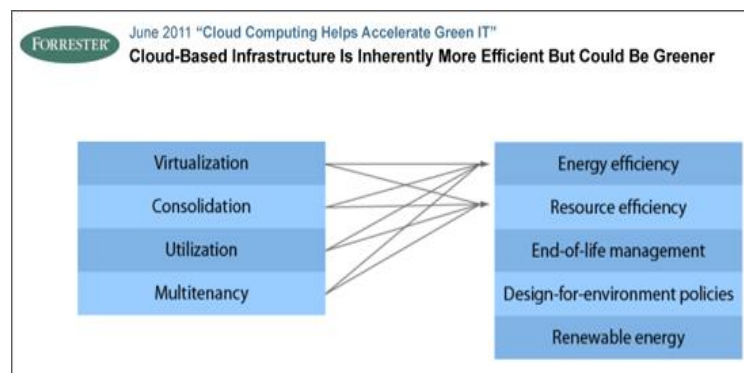 FORRESTER®
June 2011 “Cloud Computing Helps Accelerate Green IT”
Cloud-Based Infrastructure Is Inherently More Efficient But Could Be Greener
Virtualization
Consolidation
Utilization
Multitenancy
Energy efficiency
Resource efficiency
End-of-life management
Design-for-environment policies
Renewable energy